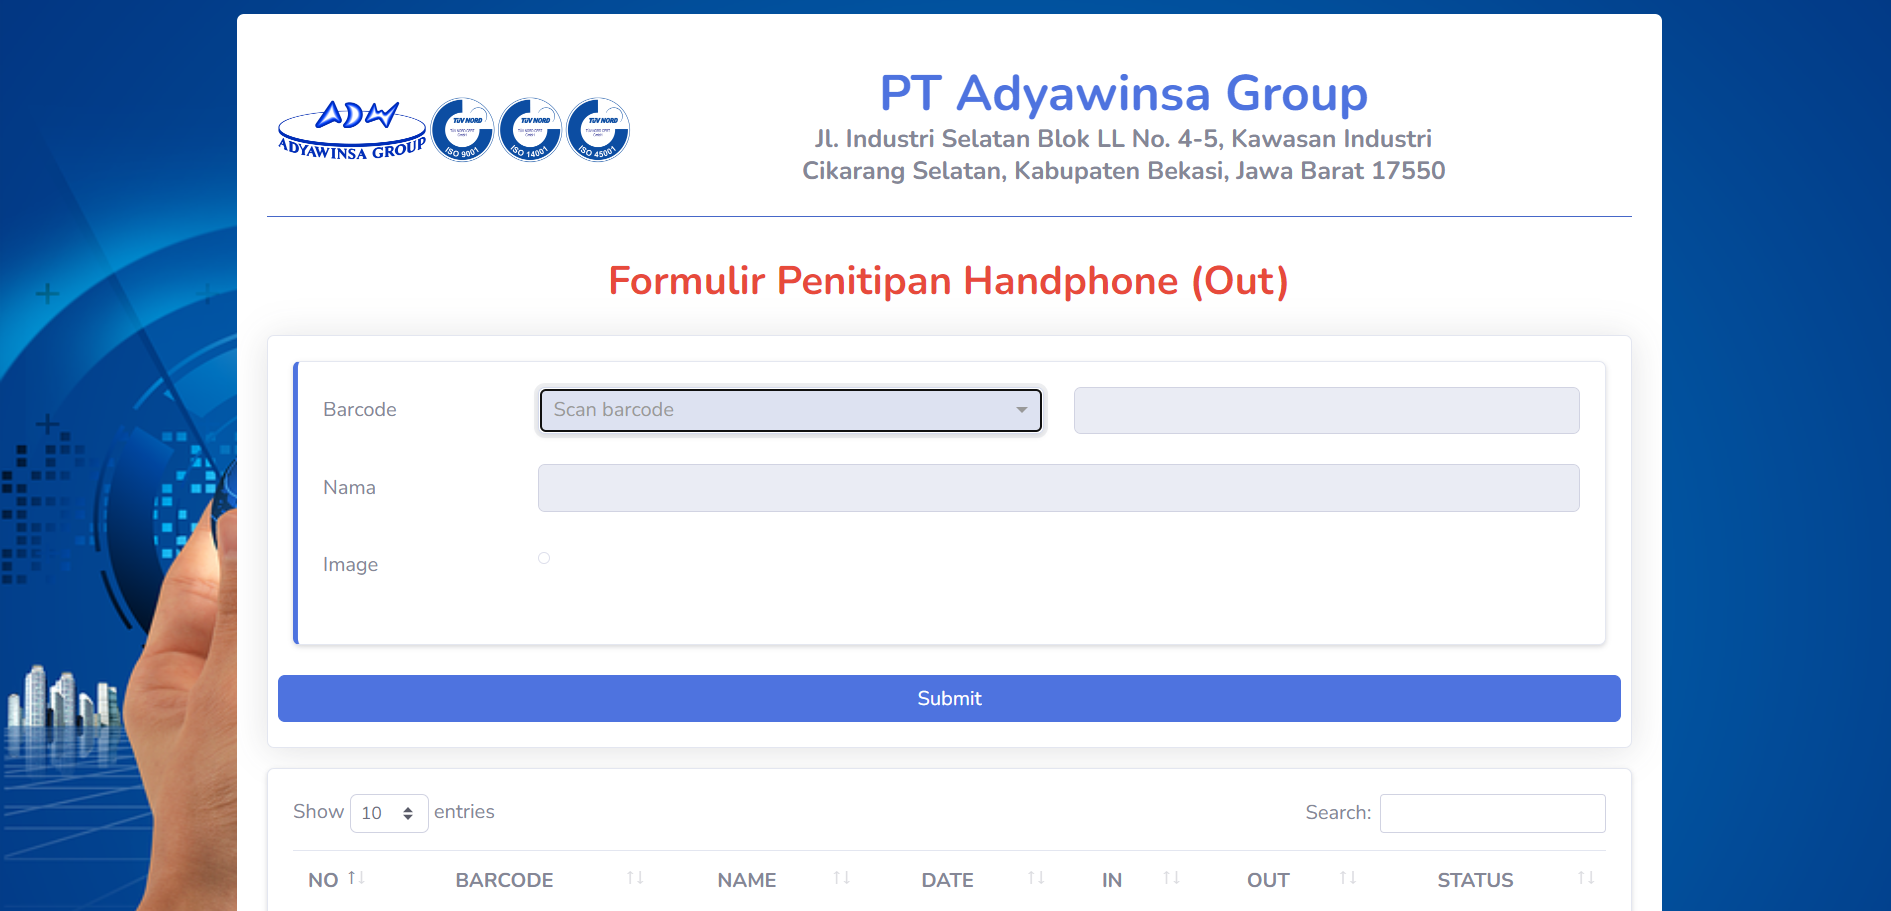 ADW
ADYAWINSA GROUP
TUV NORD
ISO 9001
TUV NORD
ISO 14001
TUV NORD
ISO 45001
PT Adyawinsa Group
Jl. Industri Selatan Blok LL No. 4-5, Kawasan Industri
Cikarang Selatan, Kabupaten Bekasi, Jawa Barat 17550
Formulir Penitipan Handphone (Out)
Barcode
Scan barcode
Nama
Image
Submit
Show 10 entries
Search:
NO BARCODE NAME DATE IN OUT STATUS